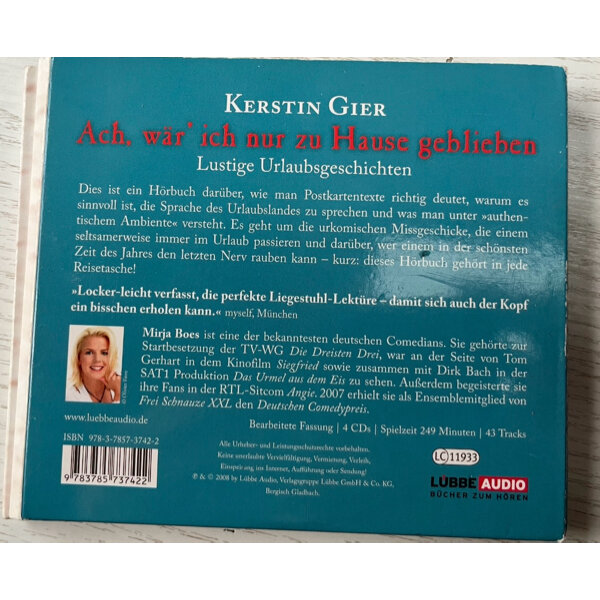 KERSTIN GIER
Ach, wär' ich nur zu Hause geblieben
Lustige Urlaubsgeschichten
Dies ist ein Hörbuch darüber, wie man Postkartentexte richtig deutet, warum es
sinnvoll ist, die Sprache des Urlaubslandes zu sprechen und was man unter »authen-
tischem Ambiente« versteht. Es geht um die urkomischen Missgeschicke, die einem
seltsamerweise immer im Urlaub passieren und darüber, wer einem in der schönsten
Zeit des Jahres den letzten Nerv rauben kann – kurz: dieses Hörbuch gehört in jede
Reisetasche!
»Locker-leicht verfasst, die perfekte Liegestuhl-Lektüre – damit sich auch der Kopf
ein bisschen erholen kann.« myself, München
Mirja Boes ist eine der bekanntesten deutschen Comedians. Sie gehörte zur
Startbesetzung der TV-WG Die Dreisten Drei, war an der Seite von Tom
Gerhart in dem Kinofilm Siegfried sowie zusammen mit Dirk Bach in der
SAT1 Produktion Das Urmel aus dem Eis zu sehen. Außerdem begeisterte sie
ihre Fans in der RTL-Sitcom Angie. 2007 erhielt sie als Ensemblemitglied von
Frei Schnauze XXL den Deutschen Comedypreis.
www.luebbeaudio.de
Bearbeitete Fassung | 4 CDs | Spielzeit 249 Minuten | 43 Tracks
ISBN 978-3-7857-3742-2
9 783785 737422
Alle Urheber- und Leistungsschutzrechte vorbehalten.
Keine unerlaubte Vervielfältigung, Vermietung, Verleih,
Einspeisung ins Internet, Aufführung oder Sendung!
℗ & © 2008 by Lübbe Audio, Verlagsgruppe Lübbe GmbH & Co. KG,
Bergisch Gladbach.
LC 11933
LÜBBE AUDIO
BÜCHER ZUM HÖREN